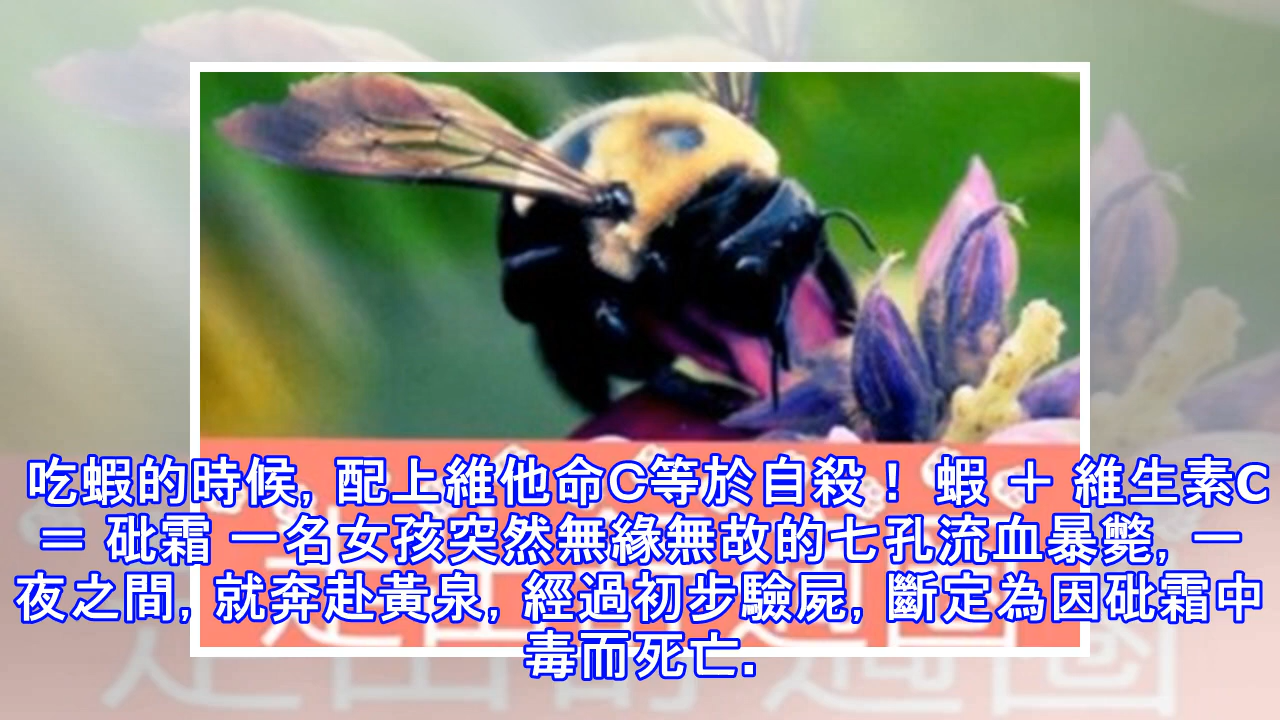 吃蝦的時候, 配上維他命C等於自殺！ 蝦 ＋ 維生素C
＝ 砒霜 一名女孩突然無緣無故的七孔流血暴斃, 一
夜之間, 就奔赴黃泉, 經過初步驗屍, 斷定為因砒霜中
毒而死亡.